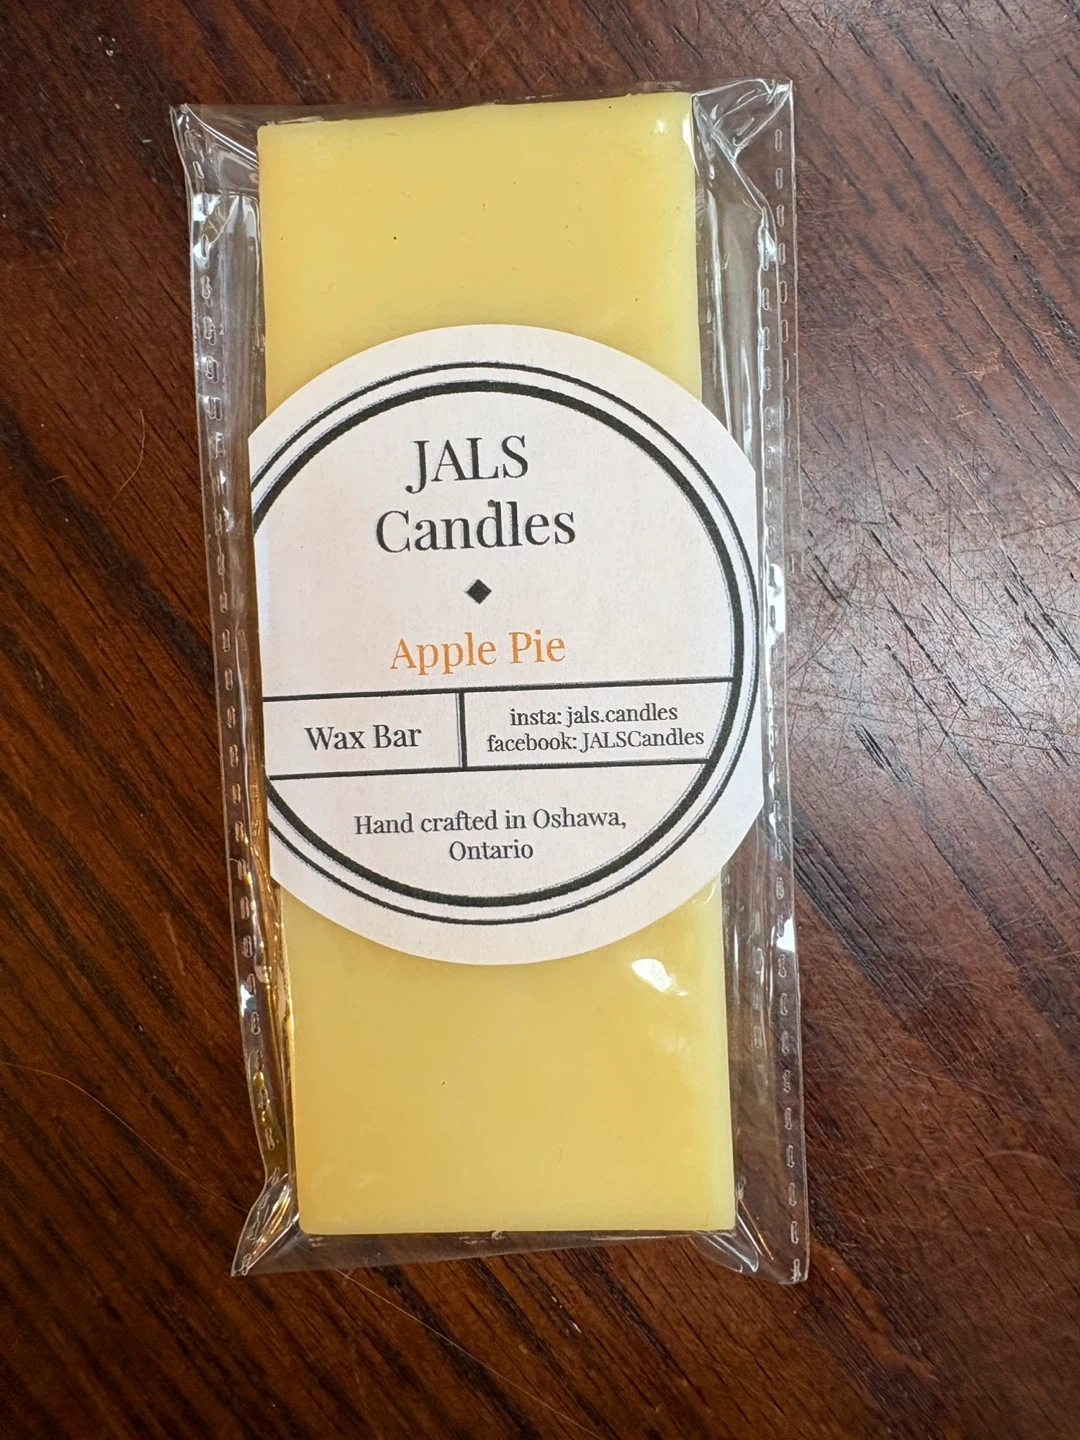 JALS
Candles
Apple Pie
Wax Bar
insta: jals.candles
facebook: JALSCandles
Hand crafted in Oshawa,
Ontario